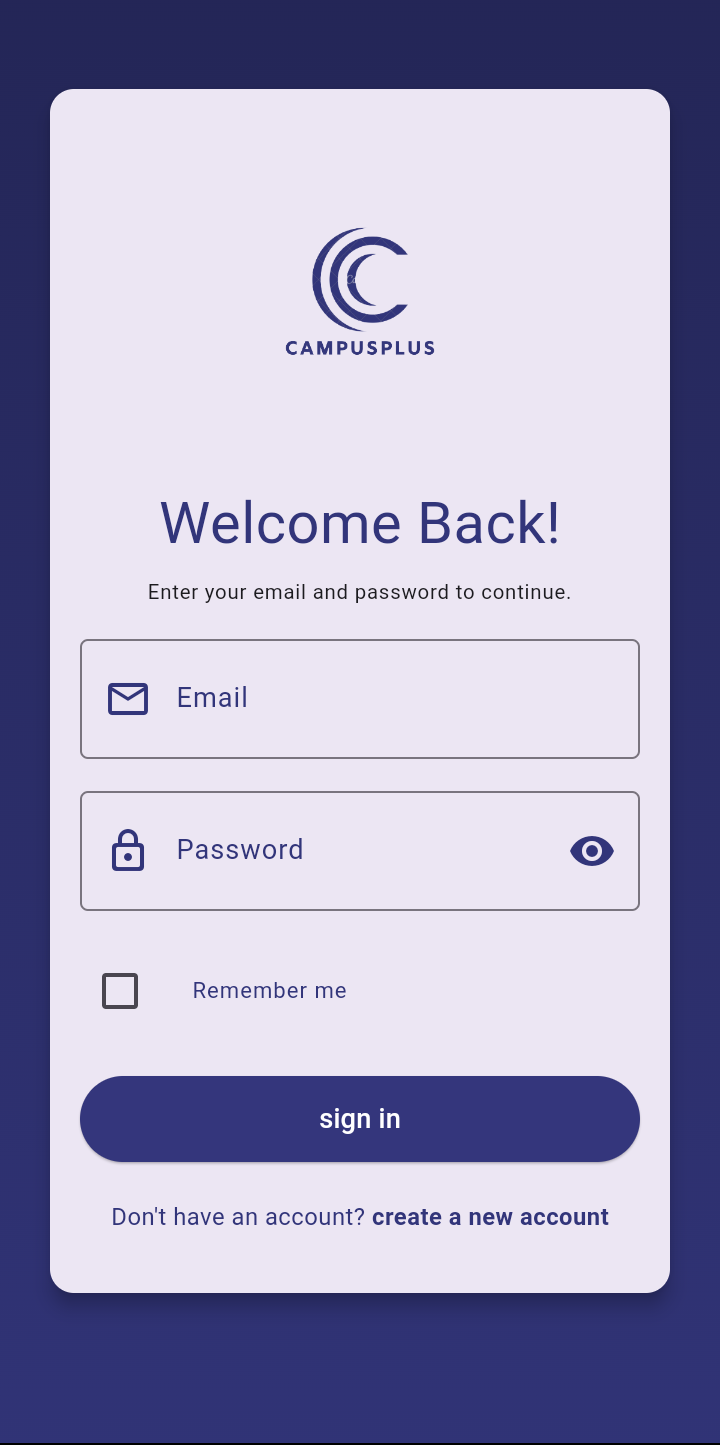 CAMPUSPLUS
Welcome Back!
Enter your email and password to continue.
Email
Password
Remember me
sign in
Don't have an account? create a new account